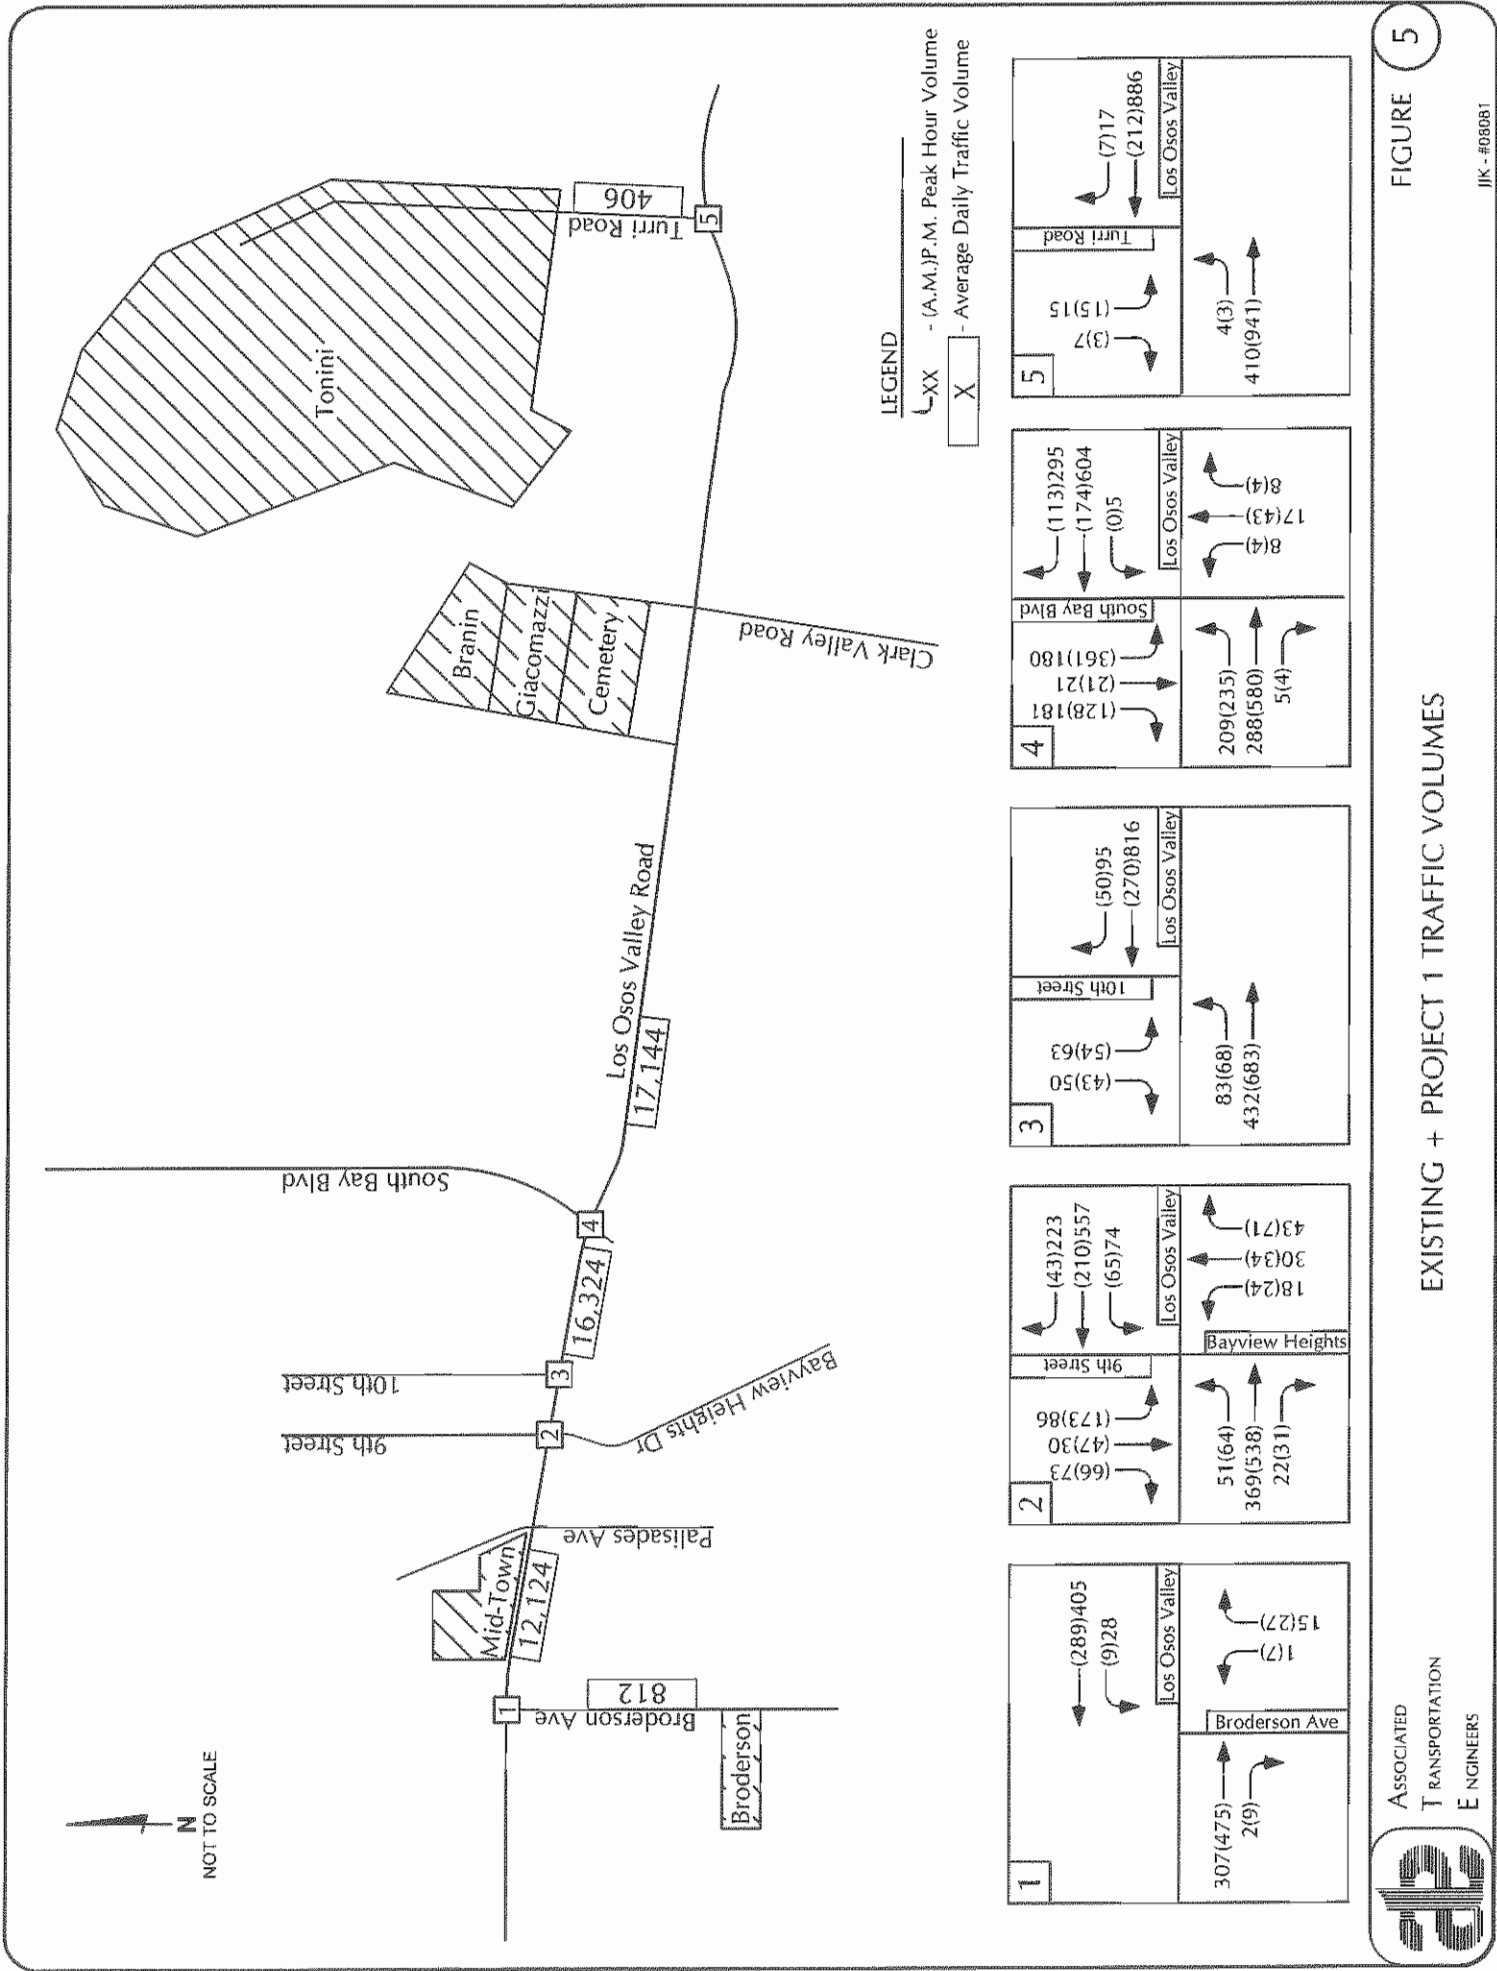 N
NOT TO SCALE
Broderson
Broderson Ave
812
1
Mid-Town
12,124
Palisades Ave
9th Street
2
Bayview Heights Dr
10th Street
3
16,324
4
South Bay Blvd
Los Osos Valley Road
17,144
Branin
Giacomazzi
Cemetery
Clark Valley Road
Tonini
Turri Road
406
5
LEGEND
XX - (A.M.)P.M. Peak Hour Volume
X - Average Daily Traffic Volume
1
(289)405
(9)28
Los Osos Valley
307(475)
2(9)
Broderson Ave
1(7)
15(27)
2
(66)73
(47)30
(173)86
9th Street
(43)223
(210)557
(65)74
Los Osos Valley
51(64)
369(538)
22(31)
Bayview Heights
18(24)
30(34)
43(71)
3
(43)50
(54)63
10th Street
(50)95
(270)816
Los Osos Valley
83(68)
432(683)
4
(128)181
(21)21
(361)180
South Bay Blvd
(113)295
(174)604
(0)5
Los Osos Valley
209(235)
288(580)
5(4)
8(4)
17(43)
8(4)
5
(3)7
(15)15
Turri Road
(7)17
(212)886
Los Osos Valley
4(3)
410(941)
ASSOCIATED
TRANSPORTATION
ENGINEERS
EXISTING + PROJECT 1 TRAFFIC VOLUMES
FIGURE 5
JJK - #08081